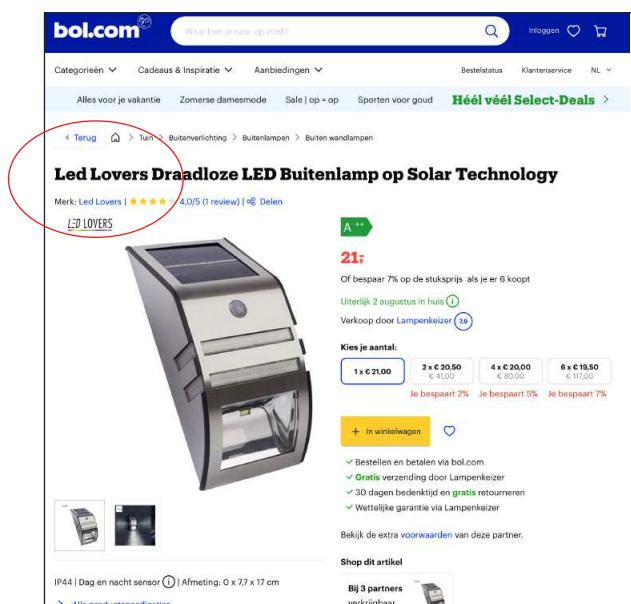 bol.com®
Waar ben je naar op zoek?
Inloggen
Categorieën Cadeaus & Inspiratie Aanbiedingen Bestelstatus Klantenservice NL
Alles voor je vakantie Zomerse damesmode Sale | op = op Sporten voor goud Héél véél Select-Deals >
< Terug > Tuin > Buitenverlichting > Buitenlampen > Buiten wandlampen
Led Lovers Draadloze LED Buitenlamp op Solar Technology
Merk: Led Lovers | 4,0/5 (1 review) | Delen
LED LOVERS
A ++
21,-
Of bespaar 7% op de stuksprijs als je er 6 koopt
Uiterlijk 2 augustus in huis i
Verkoop door Lampenkeizer 7,9
Kies je aantal:
1 x € 21,00
2 x € 20,50
€ 41,00
4 x € 20,00
€ 80,00
6 x € 19,50
€ 117,00
Je bespaart 2% Je bespaart 5% Je bespaart 7%
+ In winkelwagen
Bestellen en betalen via bol.com
Gratis verzending door Lampenkeizer
30 dagen bedenktijd en gratis retourneren
Wettelijke garantie via Lampenkeizer
Bekijk de extra voorwaarden van deze partner.
Shop dit artikel
IP44 | Dag en nacht sensor i | Afmeting: 0 x 7,7 x 17 cm
Bij 3 partners
verkrijgbaar
> Alle productspecificaties